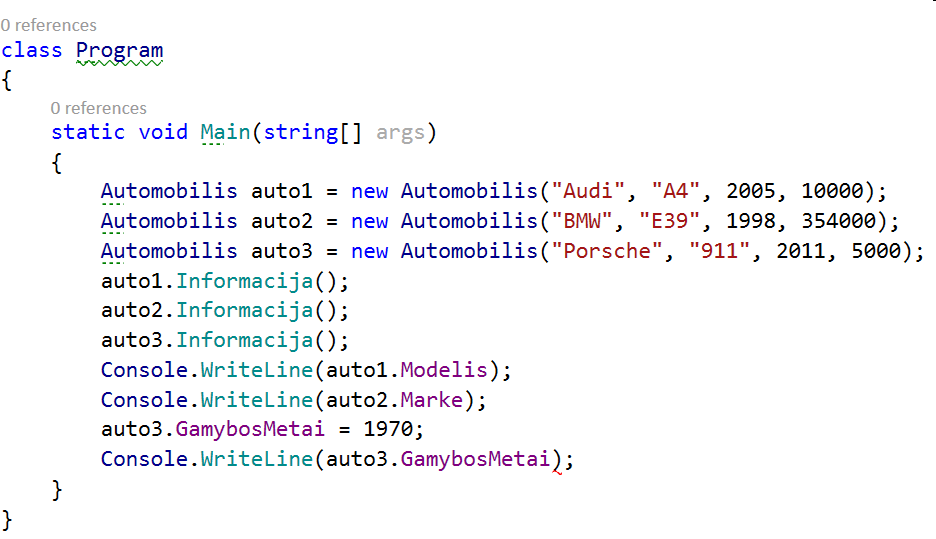 0 references
class Program
{
0 references
static void Main(string[] args)
{
Automobilis auto1 = new Automobilis("Audi", "A4", 2005, 10000);
Automobilis auto2 = new Automobilis("BMW", "E39", 1998, 354000);
Automobilis auto3 = new Automobilis("Porsche", "911", 2011, 5000);
auto1.Informacija();
auto2.Informacija();
auto3.Informacija();
Console.WriteLine(auto1.Modelis);
Console.WriteLine(auto2.Marke);
auto3.GamybosMetai = 1970;
Console.WriteLine(auto3.GamybosMetai);
}
}